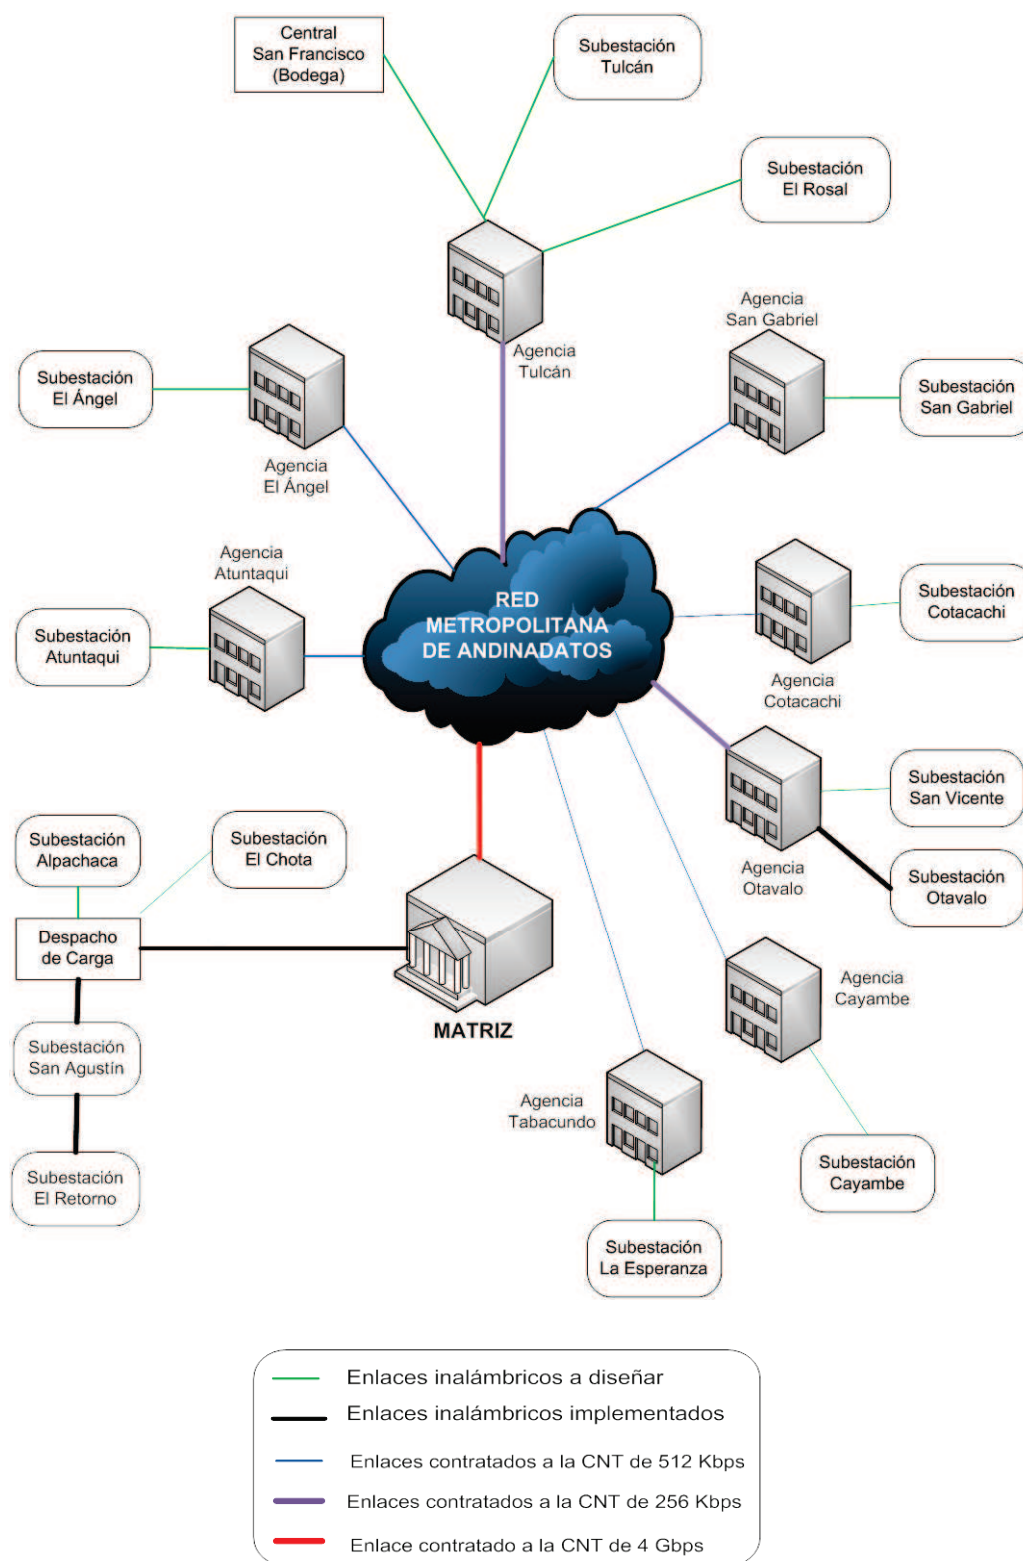 Central
San Francisco
(Bodega)
Subestación
Tulcán
Subestación
El Rosal
Agencia
San Gabriel
Agencia
Tulcán
Subestación
El Ángel
Subestación
San Gabriel
Agencia
El Ángel
Agencia
Atuntaqui
RED
METROPOLITANA
DE ANDINADATOS
Subestación
Cotacachi
Subestación
Atuntaqui
Agencia
Cotacachi
Subestación
San Vicente
Subestación
Alpachaca
Subestación
El Chota
Agencia
Otavalo
Subestación
Otavalo
Despacho
de Carga
Agencia
Cayambe
MATRIZ
Subestación
San Agustín
Agencia
Tabacundo
Subestación
El Retorno
Subestación
Cayambe
Subestación
La Esperanza
Enlaces inalámbricos a diseñar
Enlaces inalámbricos implementados
Enlaces contratados a la CNT de 512 Kbps
Enlaces contratados a la CNT de 256 Kbps
Enlace contratado a la CNT de 4 Gbps